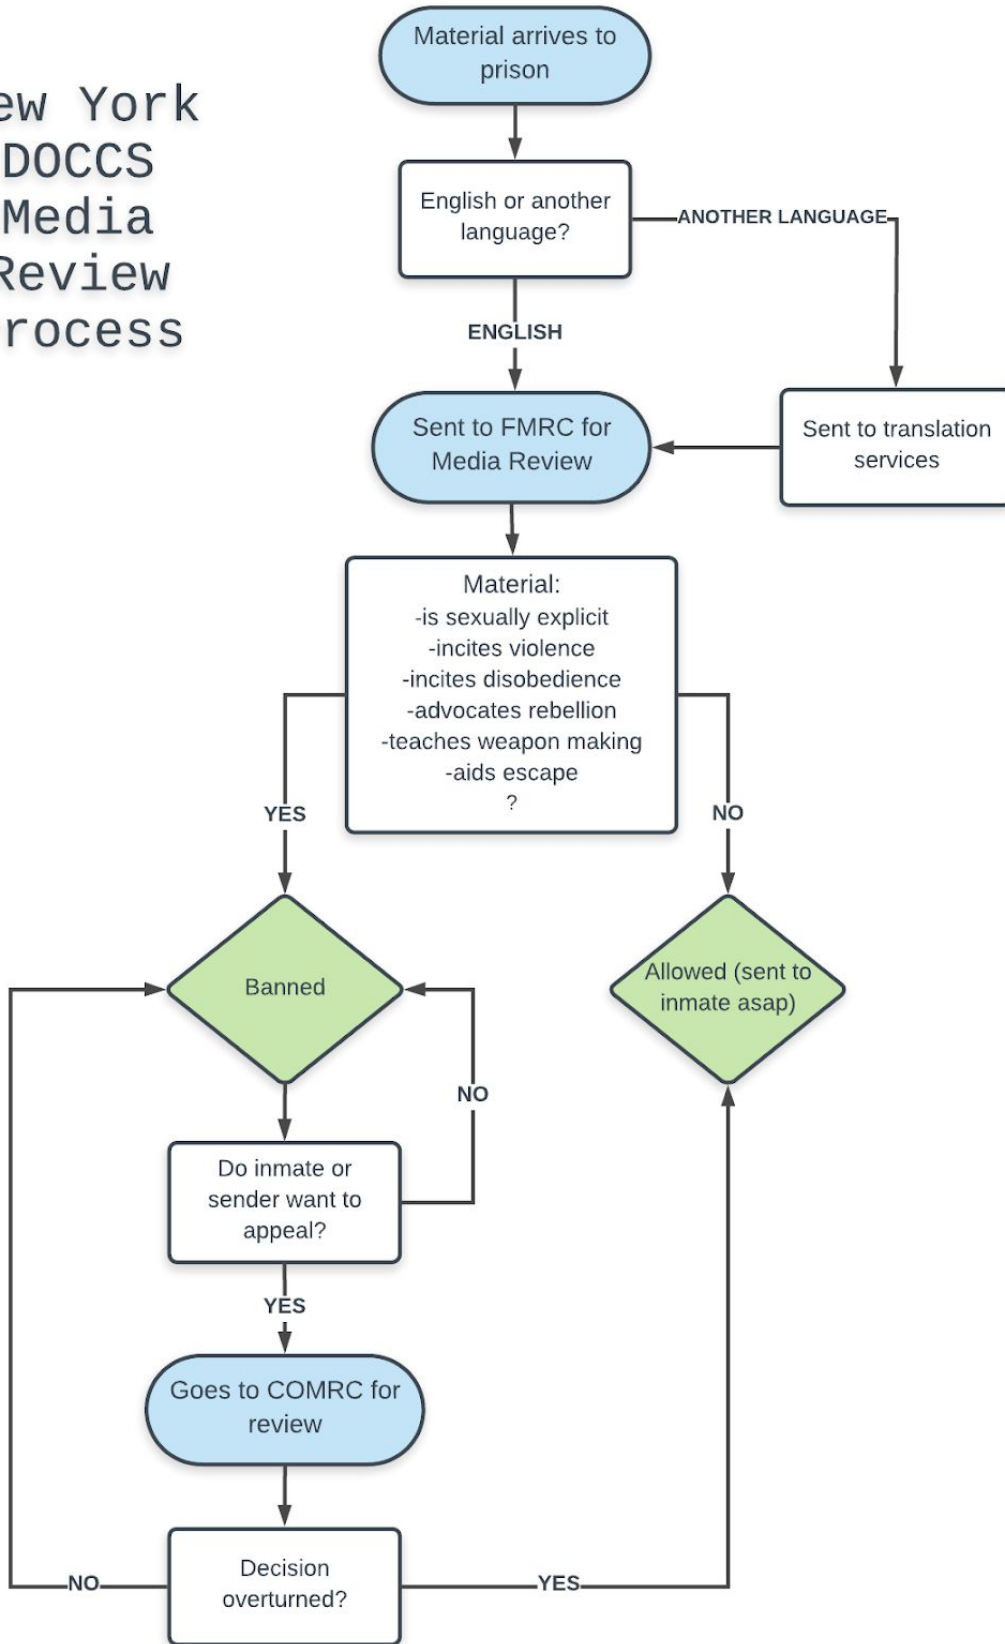 Material arrives to
prison
ew York
DOCCS
Media
Review
rocess
English or another
language?
ANOTHER LANGUAGE
ENGLISH
Sent to FMRC for
Media Review
Sent to translation
services
Material:
-is sexually explicit
-incites violence
-incites disobedience
-advocates rebellion
-teaches weapon making
-aids escape
?
YES
NO
Banned
Allowed (sent to
inmate asap)
NO
Do inmate or
sender want to
appeal?
YES
Goes to COMRC for
review
Decision
overturned?
NO
YES